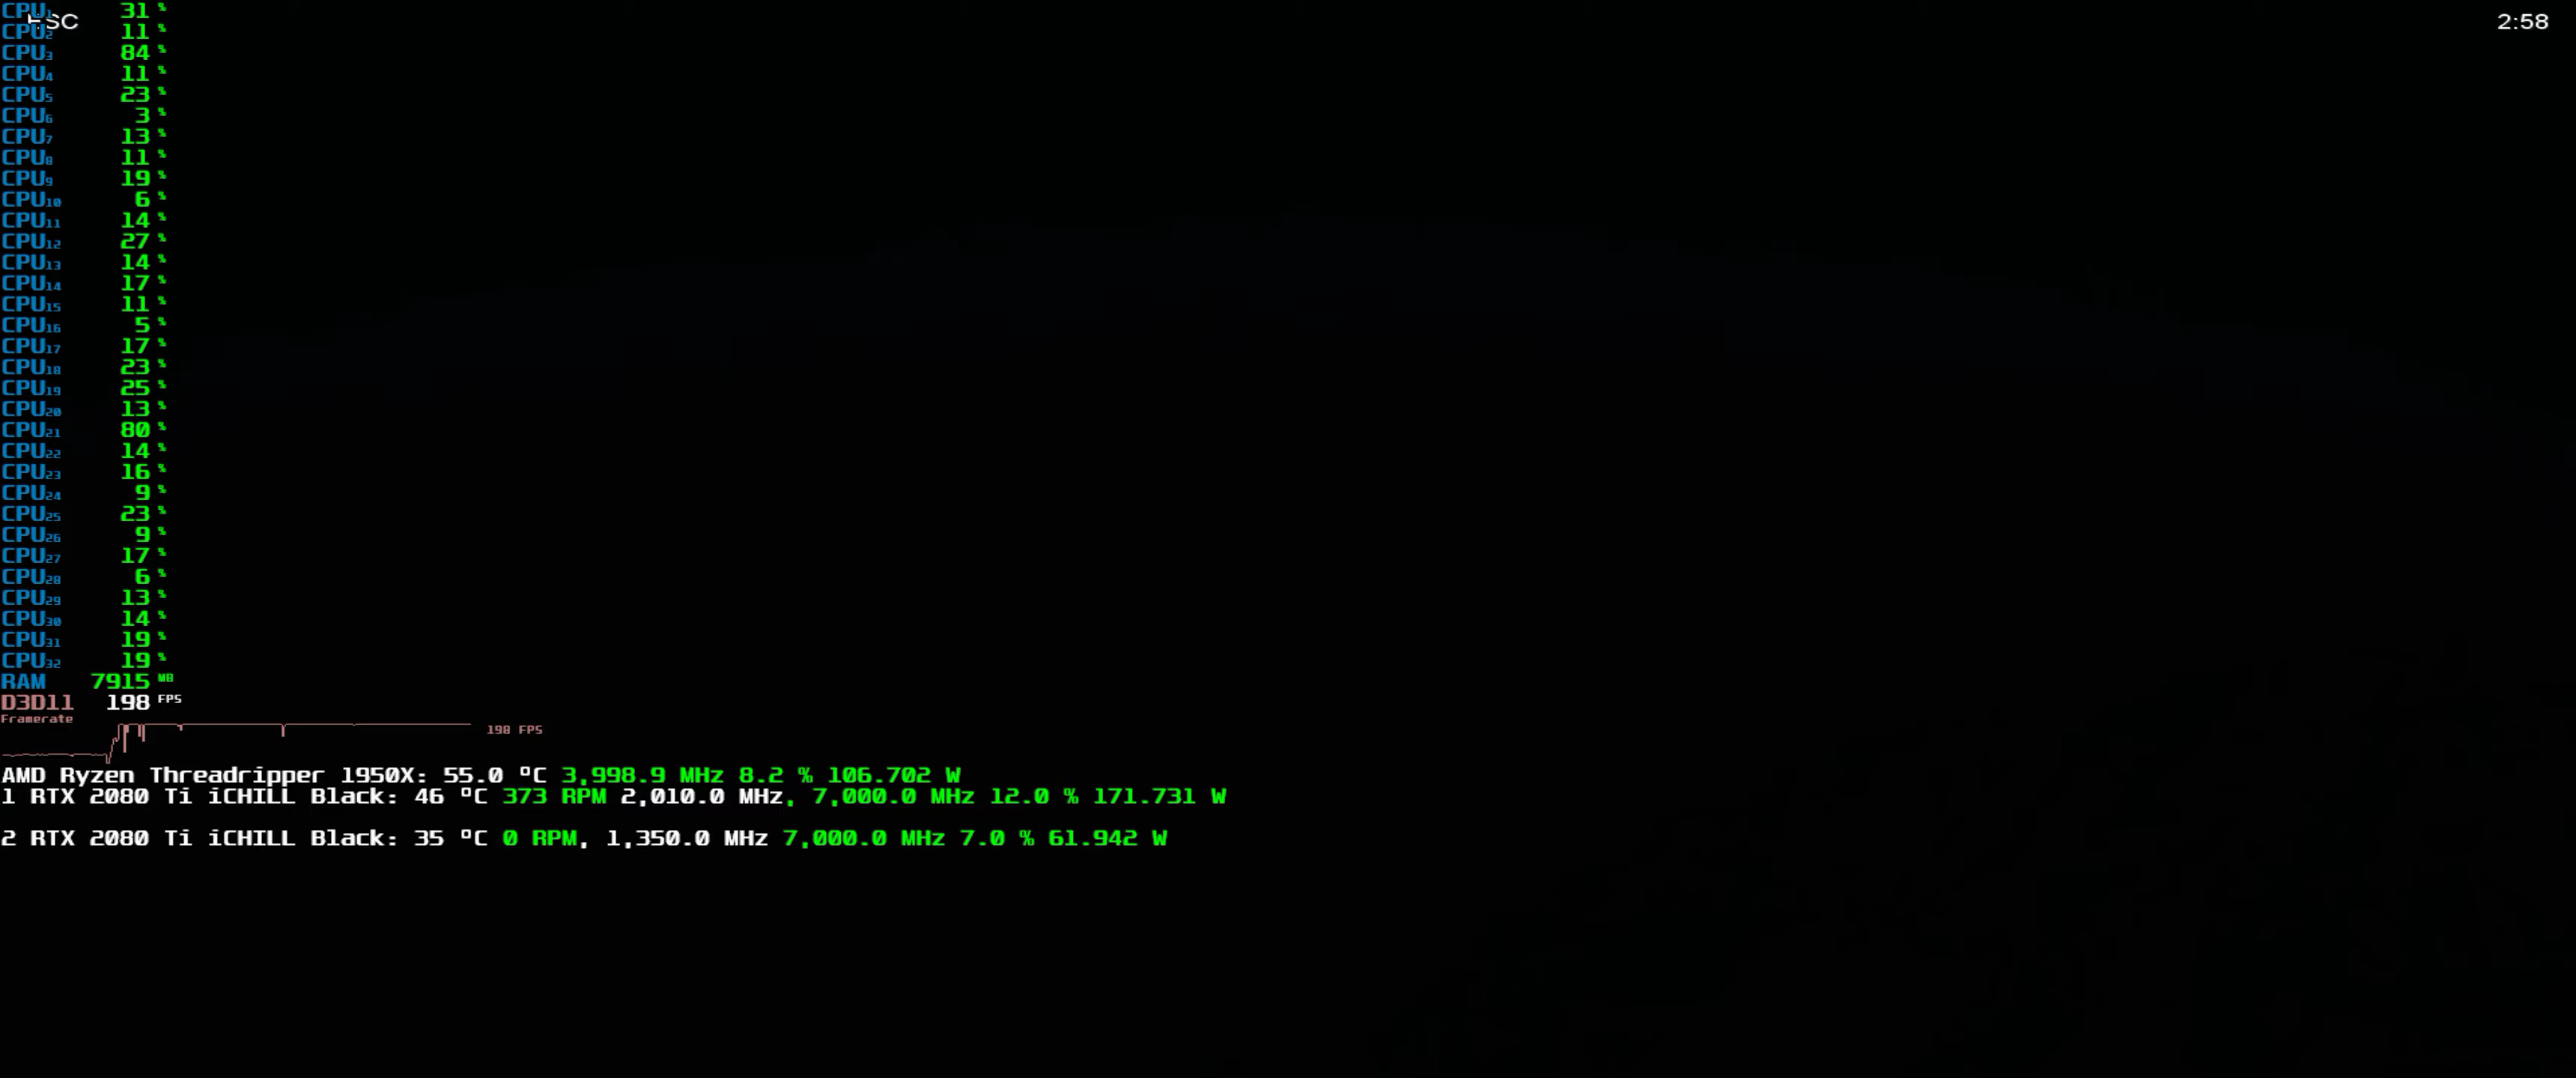 CPU1 31 %
ESC 2:58
CPU2 11 %
CPU3 84 %
CPU4 11 %
CPU5 23 %
CPU6 3 %
CPU7 13 %
CPU8 11 %
CPU9 19 %
CPU10 6 %
CPU11 14 %
CPU12 27 %
CPU13 14 %
CPU14 17 %
CPU15 11 %
CPU16 5 %
CPU17 17 %
CPU18 23 %
CPU19 25 %
CPU20 13 %
CPU21 80 %
CPU22 14 %
CPU23 16 %
CPU24 9 %
CPU25 23 %
CPU26 9 %
CPU27 17 %
CPU28 6 %
CPU29 13 %
CPU30 14 %
CPU31 19 %
CPU32 19 %
RAM 7915 MB
D3D11 198 FPS
Framerate
198 FPS
AMD Ryzen Threadripper 1950X: 55.0 ºC 3,998.9 MHz 8.2 % 106.702 W
1 RTX 2080 Ti iCHILL Black: 46 ºC 373 RPM 2,010.0 MHz, 7,000.0 MHz 12.0 % 171.731 W
2 RTX 2080 Ti iCHILL Black: 35 ºC 0 RPM, 1,350.0 MHz 7,000.0 MHz 7.0 % 61.942 W